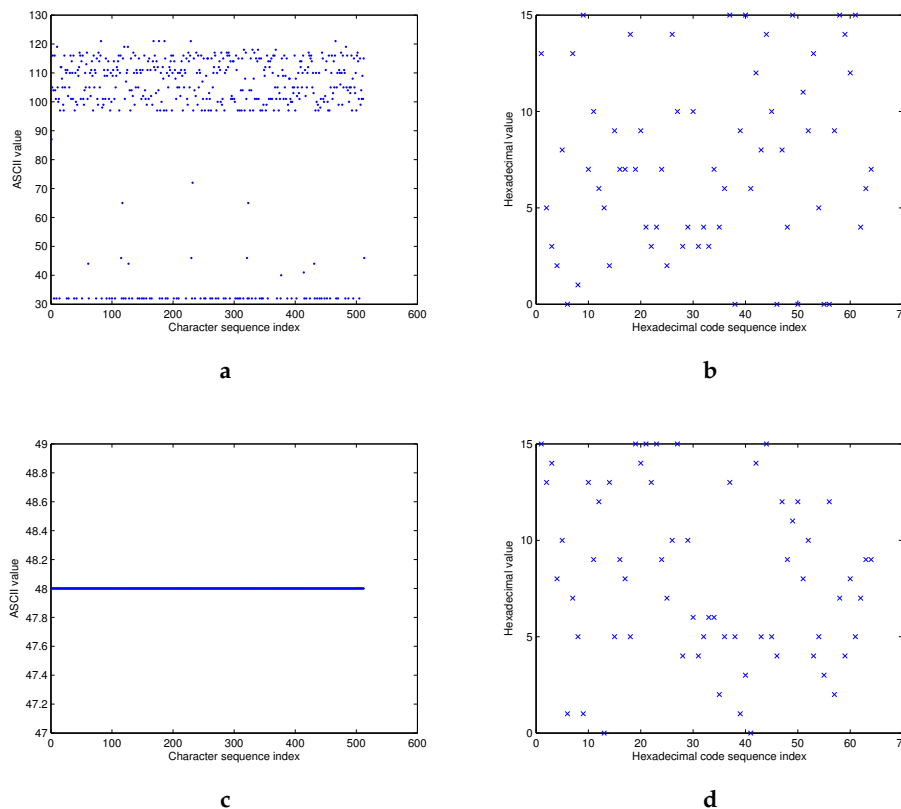 130
120
110
100
90
80
70
60
50
40
30
ASCII value
0 100 200 300 400 500 600
Character sequence index
a
15
10
5
0
Hexadecimal value
0 10 20 30 40 50 60 70
Hexadecimal code sequence index
b
49
48.8
48.6
48.4
48.2
48
47.8
47.6
47.4
47.2
47
ASCII value
0 100 200 300 400 500 600
Character sequence index
c
15
10
5
0
Hexadecimal value
0 10 20 30 40 50 60 70
Hexadecimal code sequence index
d